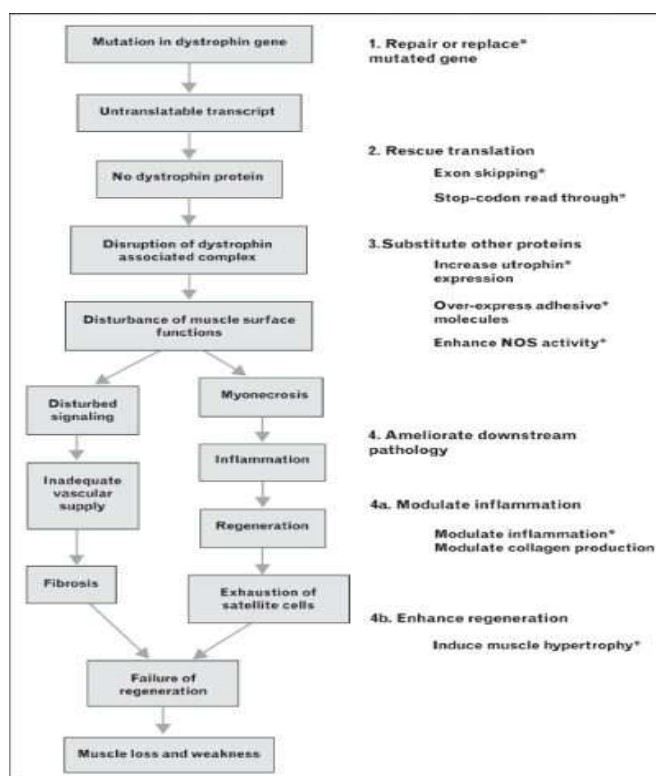 Mutation in dystrophin gene
Untranslatable transcript
No dystrophin protein
Disruption of dystrophin
associated complex
Disturbance of muscle surface
functions
Disturbed
signaling
Inadequate
vascular
supply
Fibrosis
Myonecrosis
Inflammation
Regeneration
Exhaustion of
satellite cells
Failure of
regeneration
Muscle loss and weakness
1. Repair or replace*
mutated gene
2. Rescue translation
Exon skipping*
Stop-codon read through*
3.Substitute other proteins
Increase utrophin*
expression
Over-express adhesive*
molecules
Enhance NOS activity*
4. Ameliorate downstream
pathology
4a. Modulate inflammation
Modulate inflammation*
Modulate collagen production
4b. Enhance regeneration
Induce muscle hypertrophy*